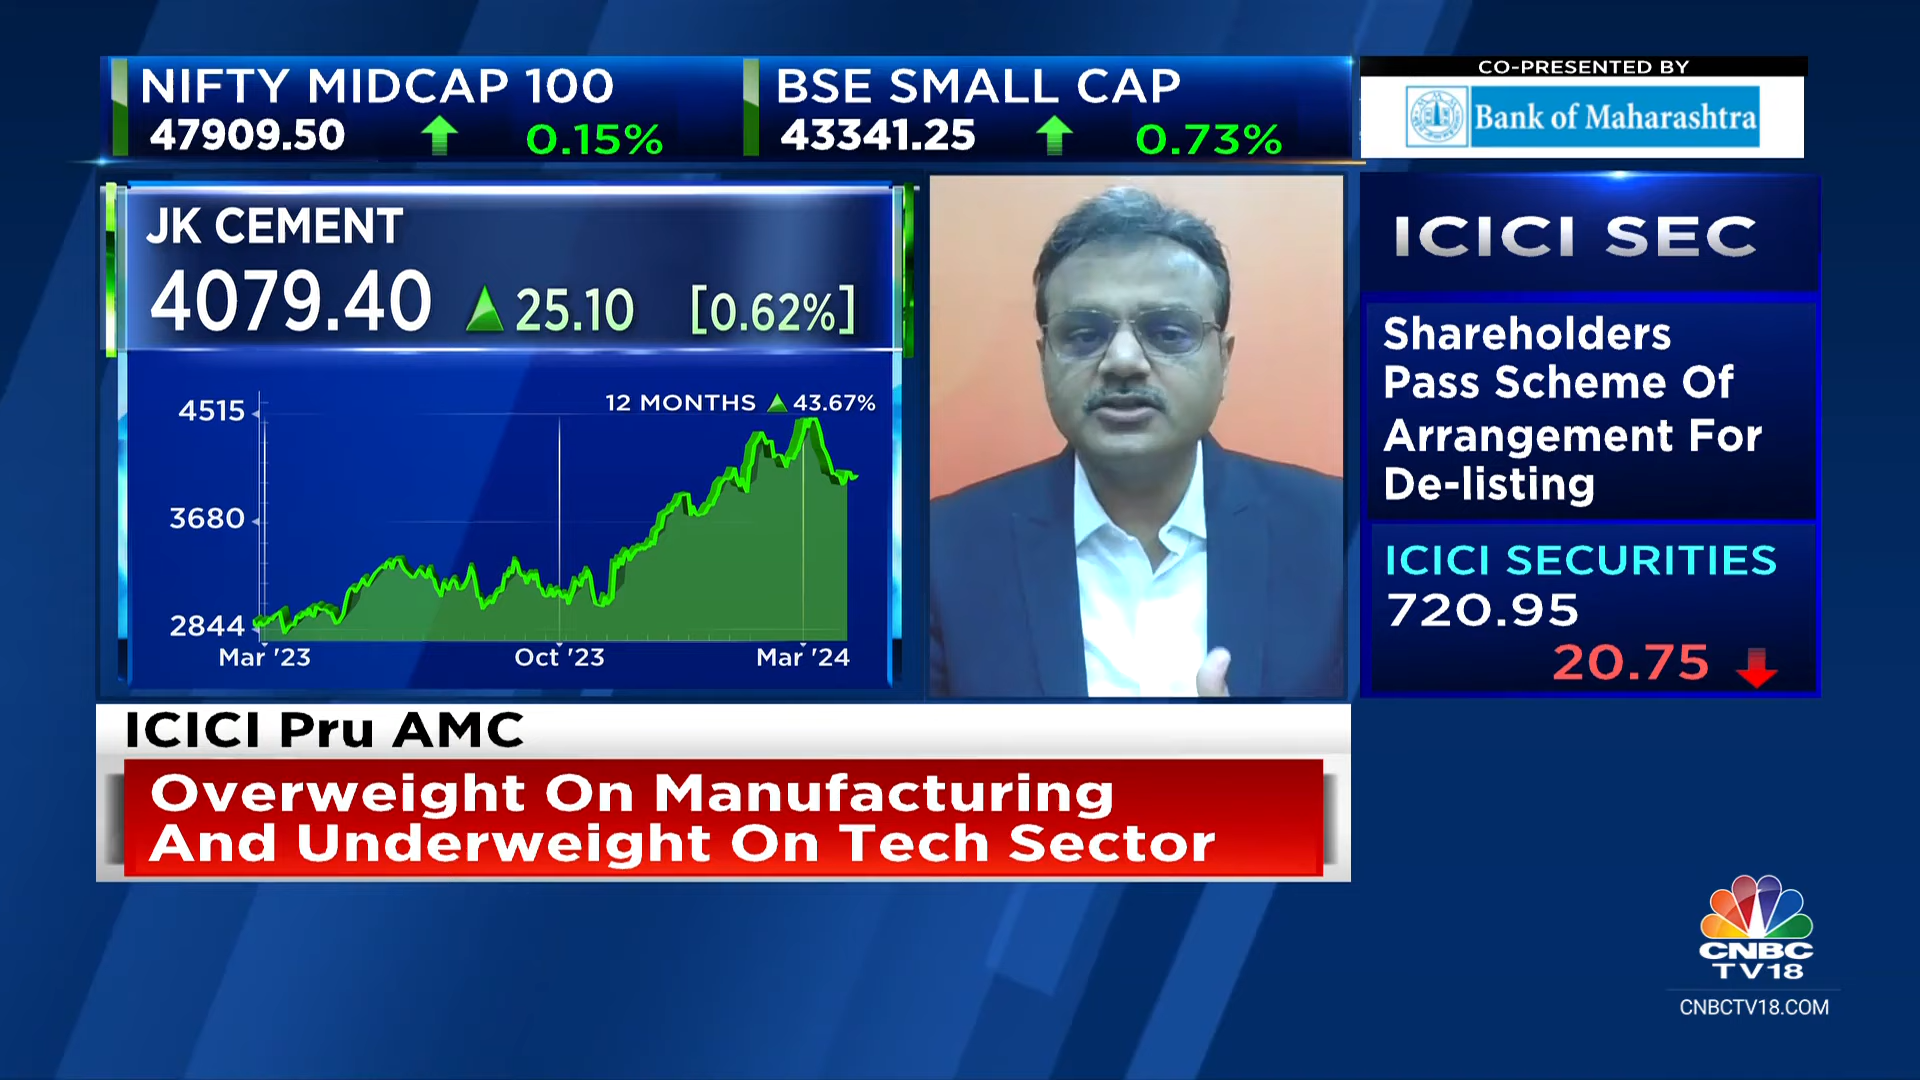 NIFTY MIDCAP 100
47909.50 0.15%
BSE SMALL CAP
43341.25 0.73%
CO-PRESENTED BY
Bank of Maharashtra
JK CEMENT
4079.40 25.10 [0.62%]
12 MONTHS 43.67%
4515
3680
2844
Mar '23 Oct '23 Mar '24
ICICI SEC
Shareholders
Pass Scheme Of
Arrangement For
De-listing
ICICI SECURITIES
720.95
20.75
ICICI Pru AMC
Overweight On Manufacturing
And Underweight On Tech Sector
CNBC
TV18
CNBCTV18.COM